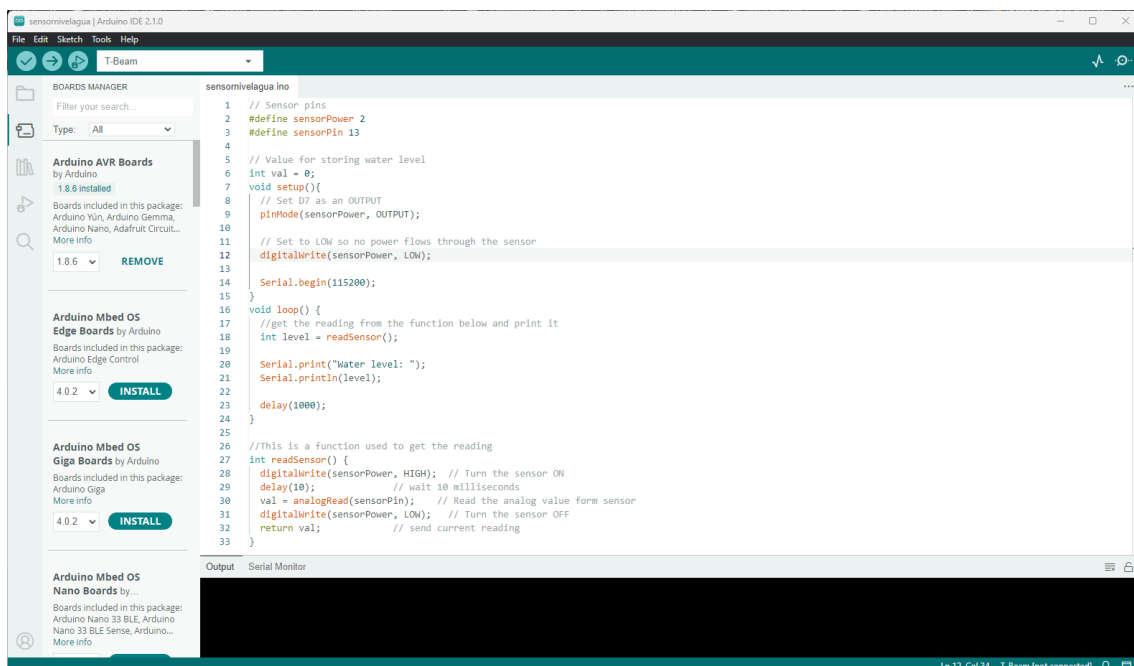 sensornivelagua | Arduino IDE 2.1.0
File Edit Sketch Tools Help
T-Beam
BOARDS MANAGER
Filter your search...
Type: All
Arduino AVR Boards
by Arduino
1.8.6 installed
Boards included in this package:
Arduino Yún, Arduino Gemma,
Arduino Nano, Adafruit Circuit...
More info
1.8.6 REMOVE
Arduino Mbed OS
Edge Boards by Arduino
Boards included in this package:
Arduino Edge Control
More info
4.0.2 INSTALL
Arduino Mbed OS
Giga Boards by Arduino
Boards included in this package:
Arduino Giga
More info
4.0.2 INSTALL
Arduino Mbed OS
Nano Boards by...
Boards included in this package:
Arduino Nano 33 BLE, Arduino
Nano 33 BLE Sense, Arduino...
More info
sensornivelagua.ino
1 // Sensor pins
2 #define sensorPower 2
3 #define sensorPin 13
4
5 // Value for storing water level
6 int val = 0;
7 void setup(){
8 // Set D7 as an OUTPUT
9 pinMode(sensorPower, OUTPUT);
10
11 // Set to LOW so no power flows through the sensor
12 digitalWrite(sensorPower, LOW);
13
14 Serial.begin(115200);
15 }
16 void loop() {
17 //get the reading from the function below and print it
18 int level = readSensor();
19
20 Serial.print("Water level: ");
21 Serial.println(level);
22
23 delay(1000);
24 }
25
26 //This is a function used to get the reading
27 int readSensor() {
28 digitalWrite(sensorPower, HIGH); // Turn the sensor ON
29 delay(10); // wait 10 milliseconds
30 val = analogRead(sensorPin); // Read the analog value form sensor
31 digitalWrite(sensorPower, LOW); // Turn the sensor OFF
32 return val; // send current reading
33 }
Output Serial Monitor
Ln 12, Col 34 T-Beam [not connected]